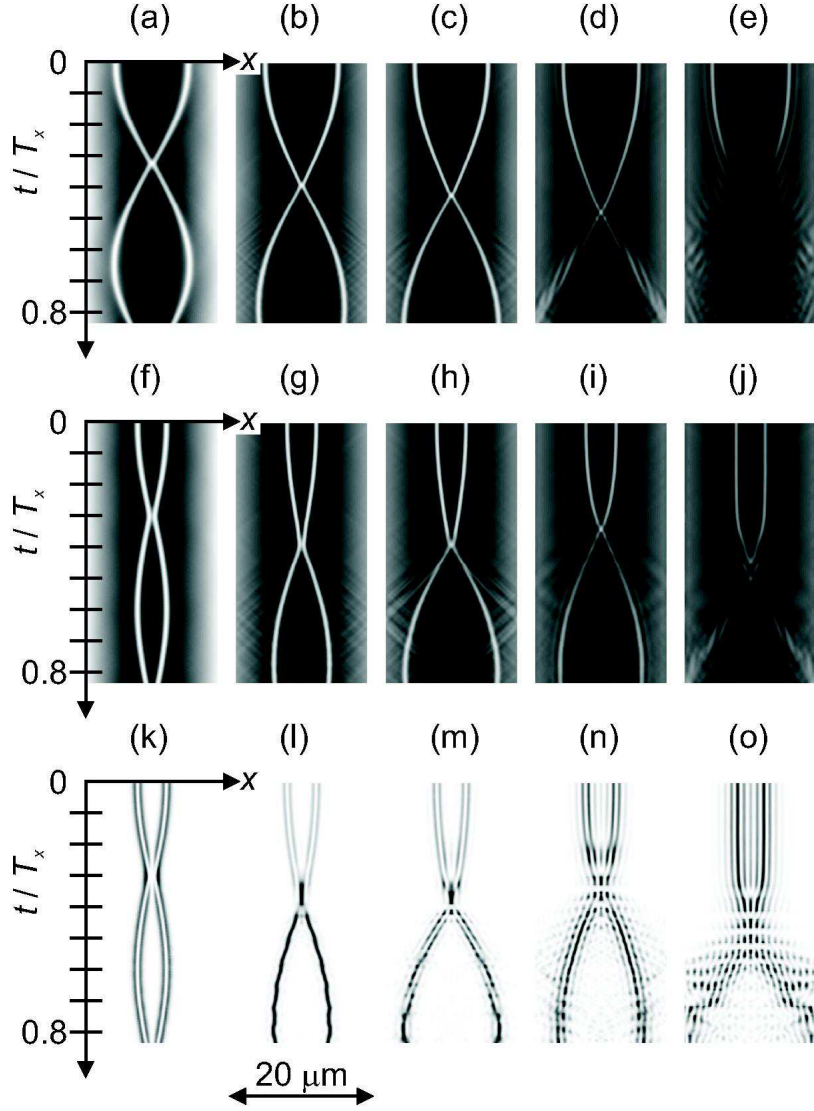 (a) (b) (c) (d) (e)
0 x
t / Tx
0.8
(f) (g) (h) (i) (j)
0 x
t / Tx
0.8
(k) (l) (m) (n) (o)
0 x
t / Tx
0.8
20 μm